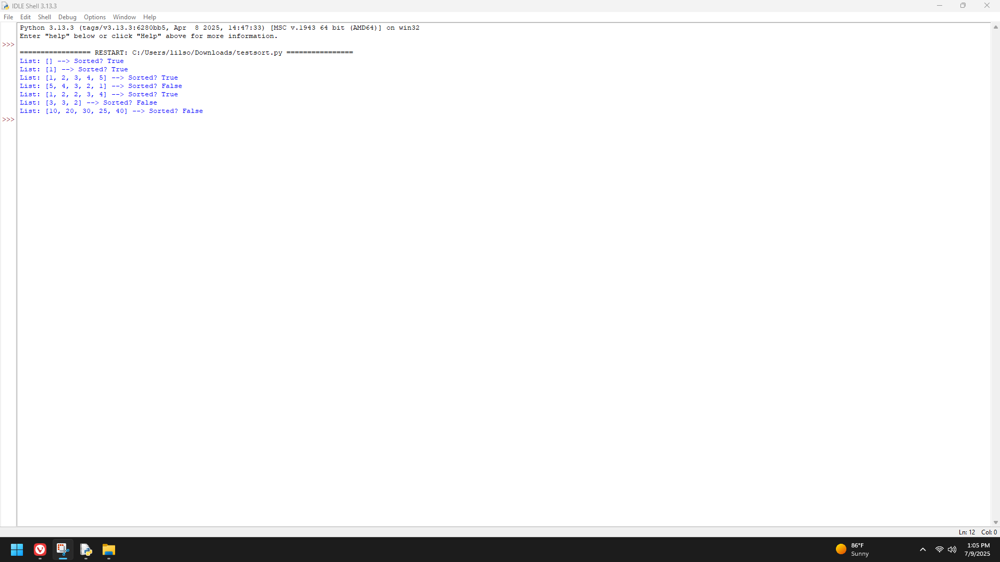 IDLE Shell 3.13.3
File Edit Shell Debug Options Window Help
Python 3.13.3 (tags/v3.13.3:6280bb5, Apr  8 2025, 14:47:33) [MSC v.1943 64 bit (AMD64)] on win32
Enter "help" below or click "Help" above for more information.
>>>
================= RESTART: C:/Users/lilso/Downloads/testsort.py ================
List: [] --> Sorted? True
List: [1] --> Sorted? True
List: [1, 2, 3, 4, 5] --> Sorted? True
List: [5, 4, 3, 2, 1] --> Sorted? False
List: [1, 2, 2, 3, 4] --> Sorted? True
List: [3, 3, 2] --> Sorted? False
List: [10, 20, 30, 25, 40] --> Sorted? False
>>>
Ln: 12 Col: 0
86°F
Sunny
1:05 PM
7/9/2025